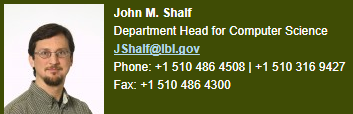 John M. Shalf
Department Head for Computer Science
JShalf@lbl.gov
Phone: +1 510 486 4508 | +1 510 316 9427
Fax: +1 510 486 4300